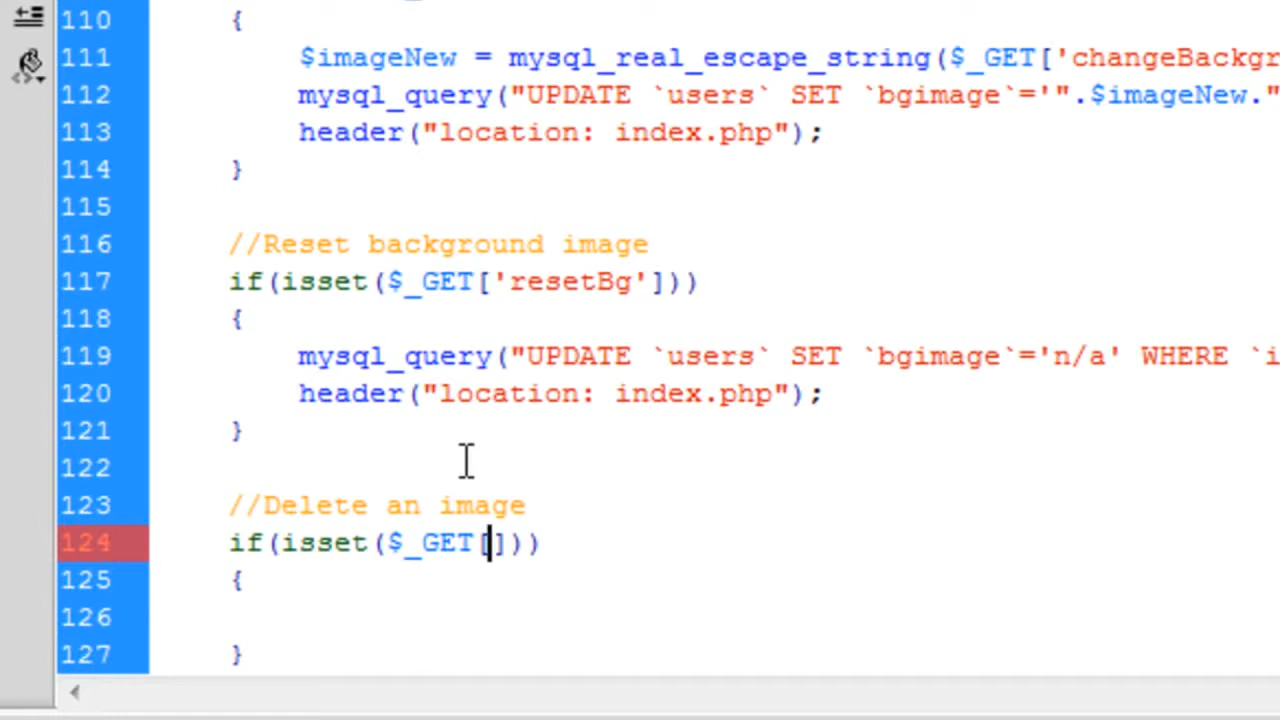 110 {
111 $imageNew = mysql_real_escape_string($_GET['changeBackgr
112 mysql_query("UPDATE `users` SET `bgimage`='".$imageNew."
113 header("location: index.php");
114 }
115
116 //Reset background image
117 if(isset($_GET['resetBg']))
118 {
119 mysql_query("UPDATE `users` SET `bgimage`='n/a' WHERE `i
120 header("location: index.php");
121 }
122
123 //Delete an image
124 if(isset($_GET[]))
125 {
126
127 }